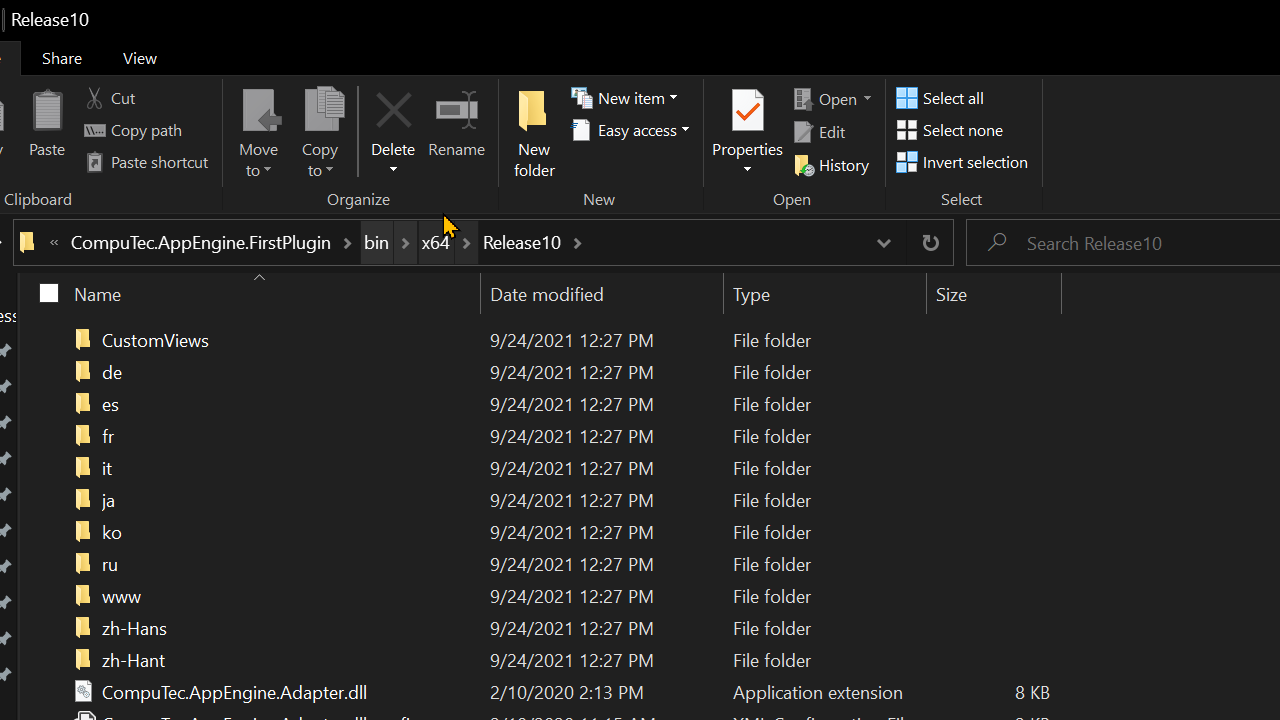 Release10
Share View
Cut
Copy path
Paste shortcut
Paste
Move to
Copy to
Delete
Rename
New folder
New item
Easy access
Properties
Open
Edit
History
Select all
Select none
Invert selection
Clipboard Organize New Open Select
« CompuTec.AppEngine.FirstPlugin > bin > x64 > Release10 >
Search Release10
Name Date modified Type Size
CustomViews 9/24/2021 12:27 PM File folder
de 9/24/2021 12:27 PM File folder
es 9/24/2021 12:27 PM File folder
fr 9/24/2021 12:27 PM File folder
it 9/24/2021 12:27 PM File folder
ja 9/24/2021 12:27 PM File folder
ko 9/24/2021 12:27 PM File folder
ru 9/24/2021 12:27 PM File folder
www 9/24/2021 12:27 PM File folder
zh-Hans 9/24/2021 12:27 PM File folder
zh-Hant 9/24/2021 12:27 PM File folder
CompuTec.AppEngine.Adapter.dll 2/10/2020 2:13 PM Application extension 8 KB